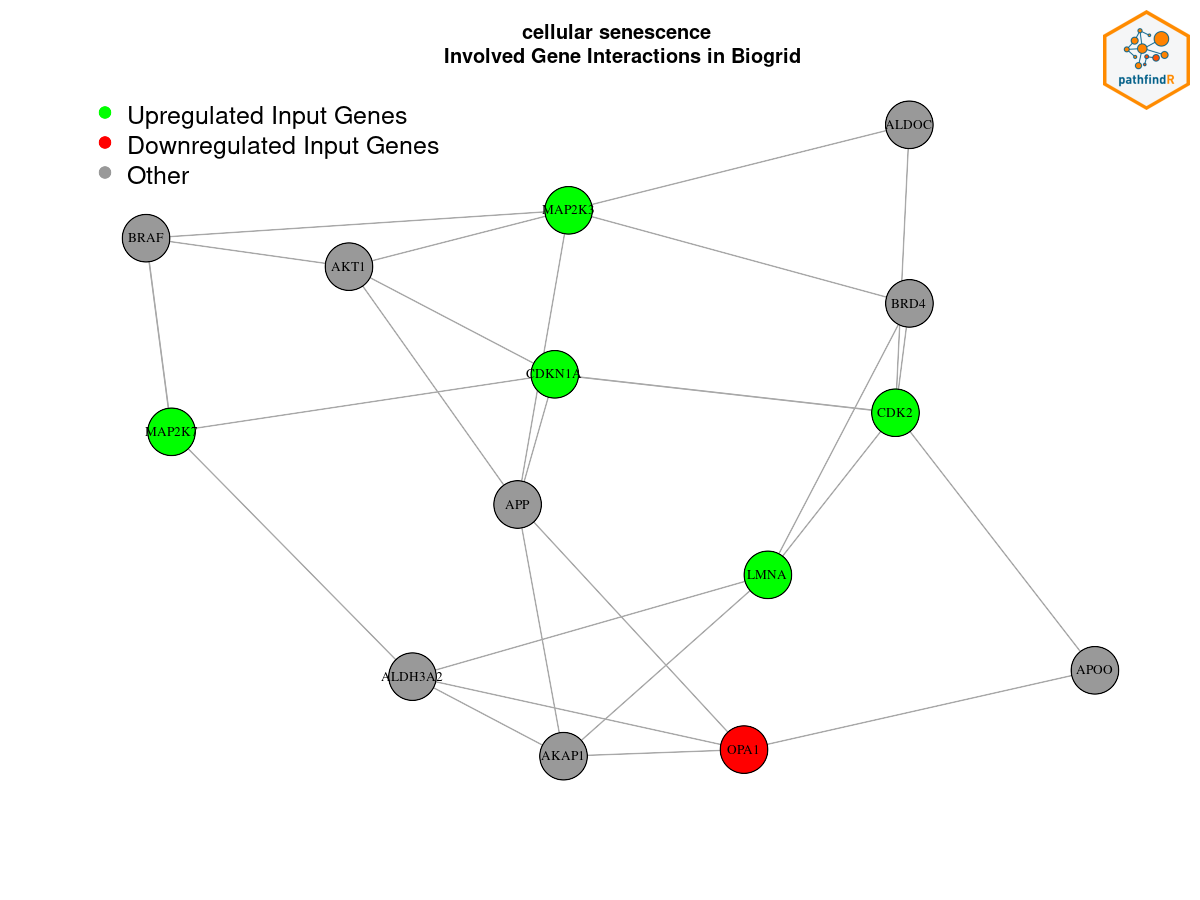 cellular senescence
Involved Gene Interactions in Biogrid
pathfindR
Upregulated Input Genes
Downregulated Input Genes
Other
ALDOC
MAP2K3
BRAF
AKT1
BRD4
CDKN1A
CDK2
MAP2K7
APP
LMNA
ALDH3A2
APOO
AKAP1
OPA1